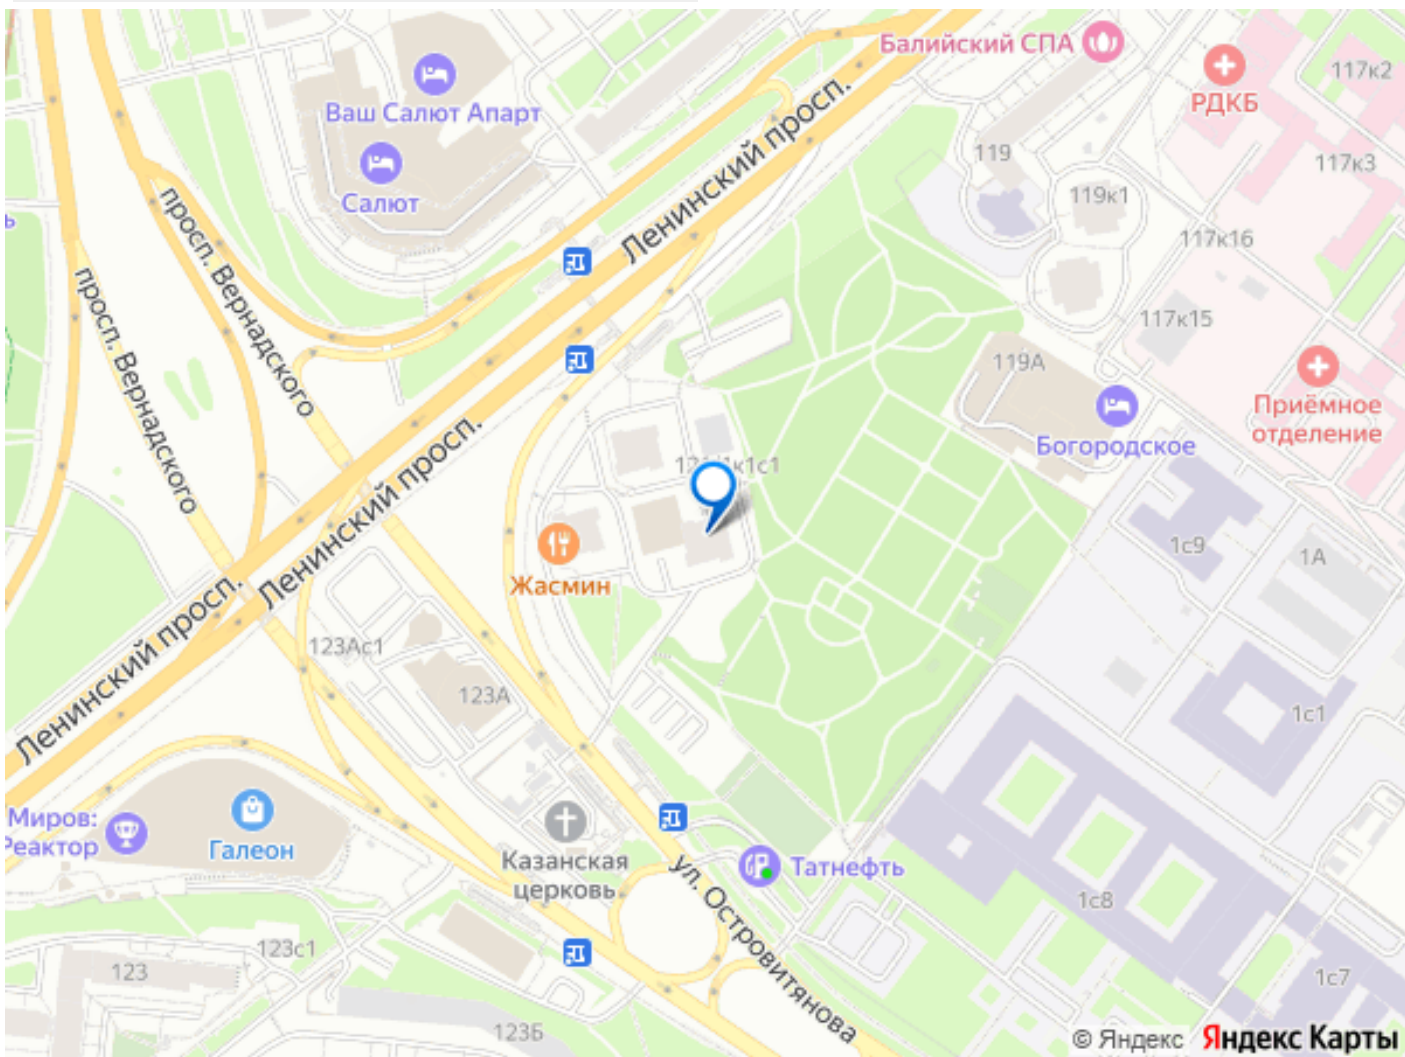 Балийский СПА
117к2
РДКБ
Ваш Салют Апарт
Ленинский просп.
117к3
119
Салют
119к1
просп. Вернадского
Ленинский просп.
117к16
просп. Вернадского
117к15
119А
Приёмное
отделение
Богородское
Ленинский просп.
1с9
1А
Жасмин
Ленинский просп.
123Ас1
123А
1с1
Миров:
Реактор
Галеон
Казанская
церковь
Татнефть
ул. Островитянова
1с8
123с1
123
1с7
123Б
© Яндекс Яндекс Карты